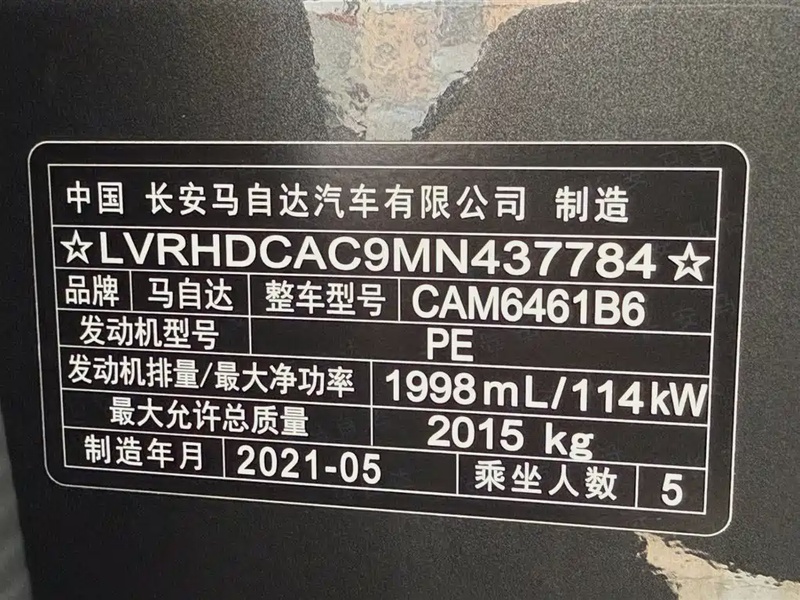 中国 长安马自达汽车有限公司 制造
☆LVRHDCAC9MN437784☆
品牌 马自达 整车型号 CAM6461B6
发动机型号 PE
发动机排量/最大净功率 1998mL/114kW
最大允许总质量 2015 kg
制造年月 2021-05 乘坐人数 5